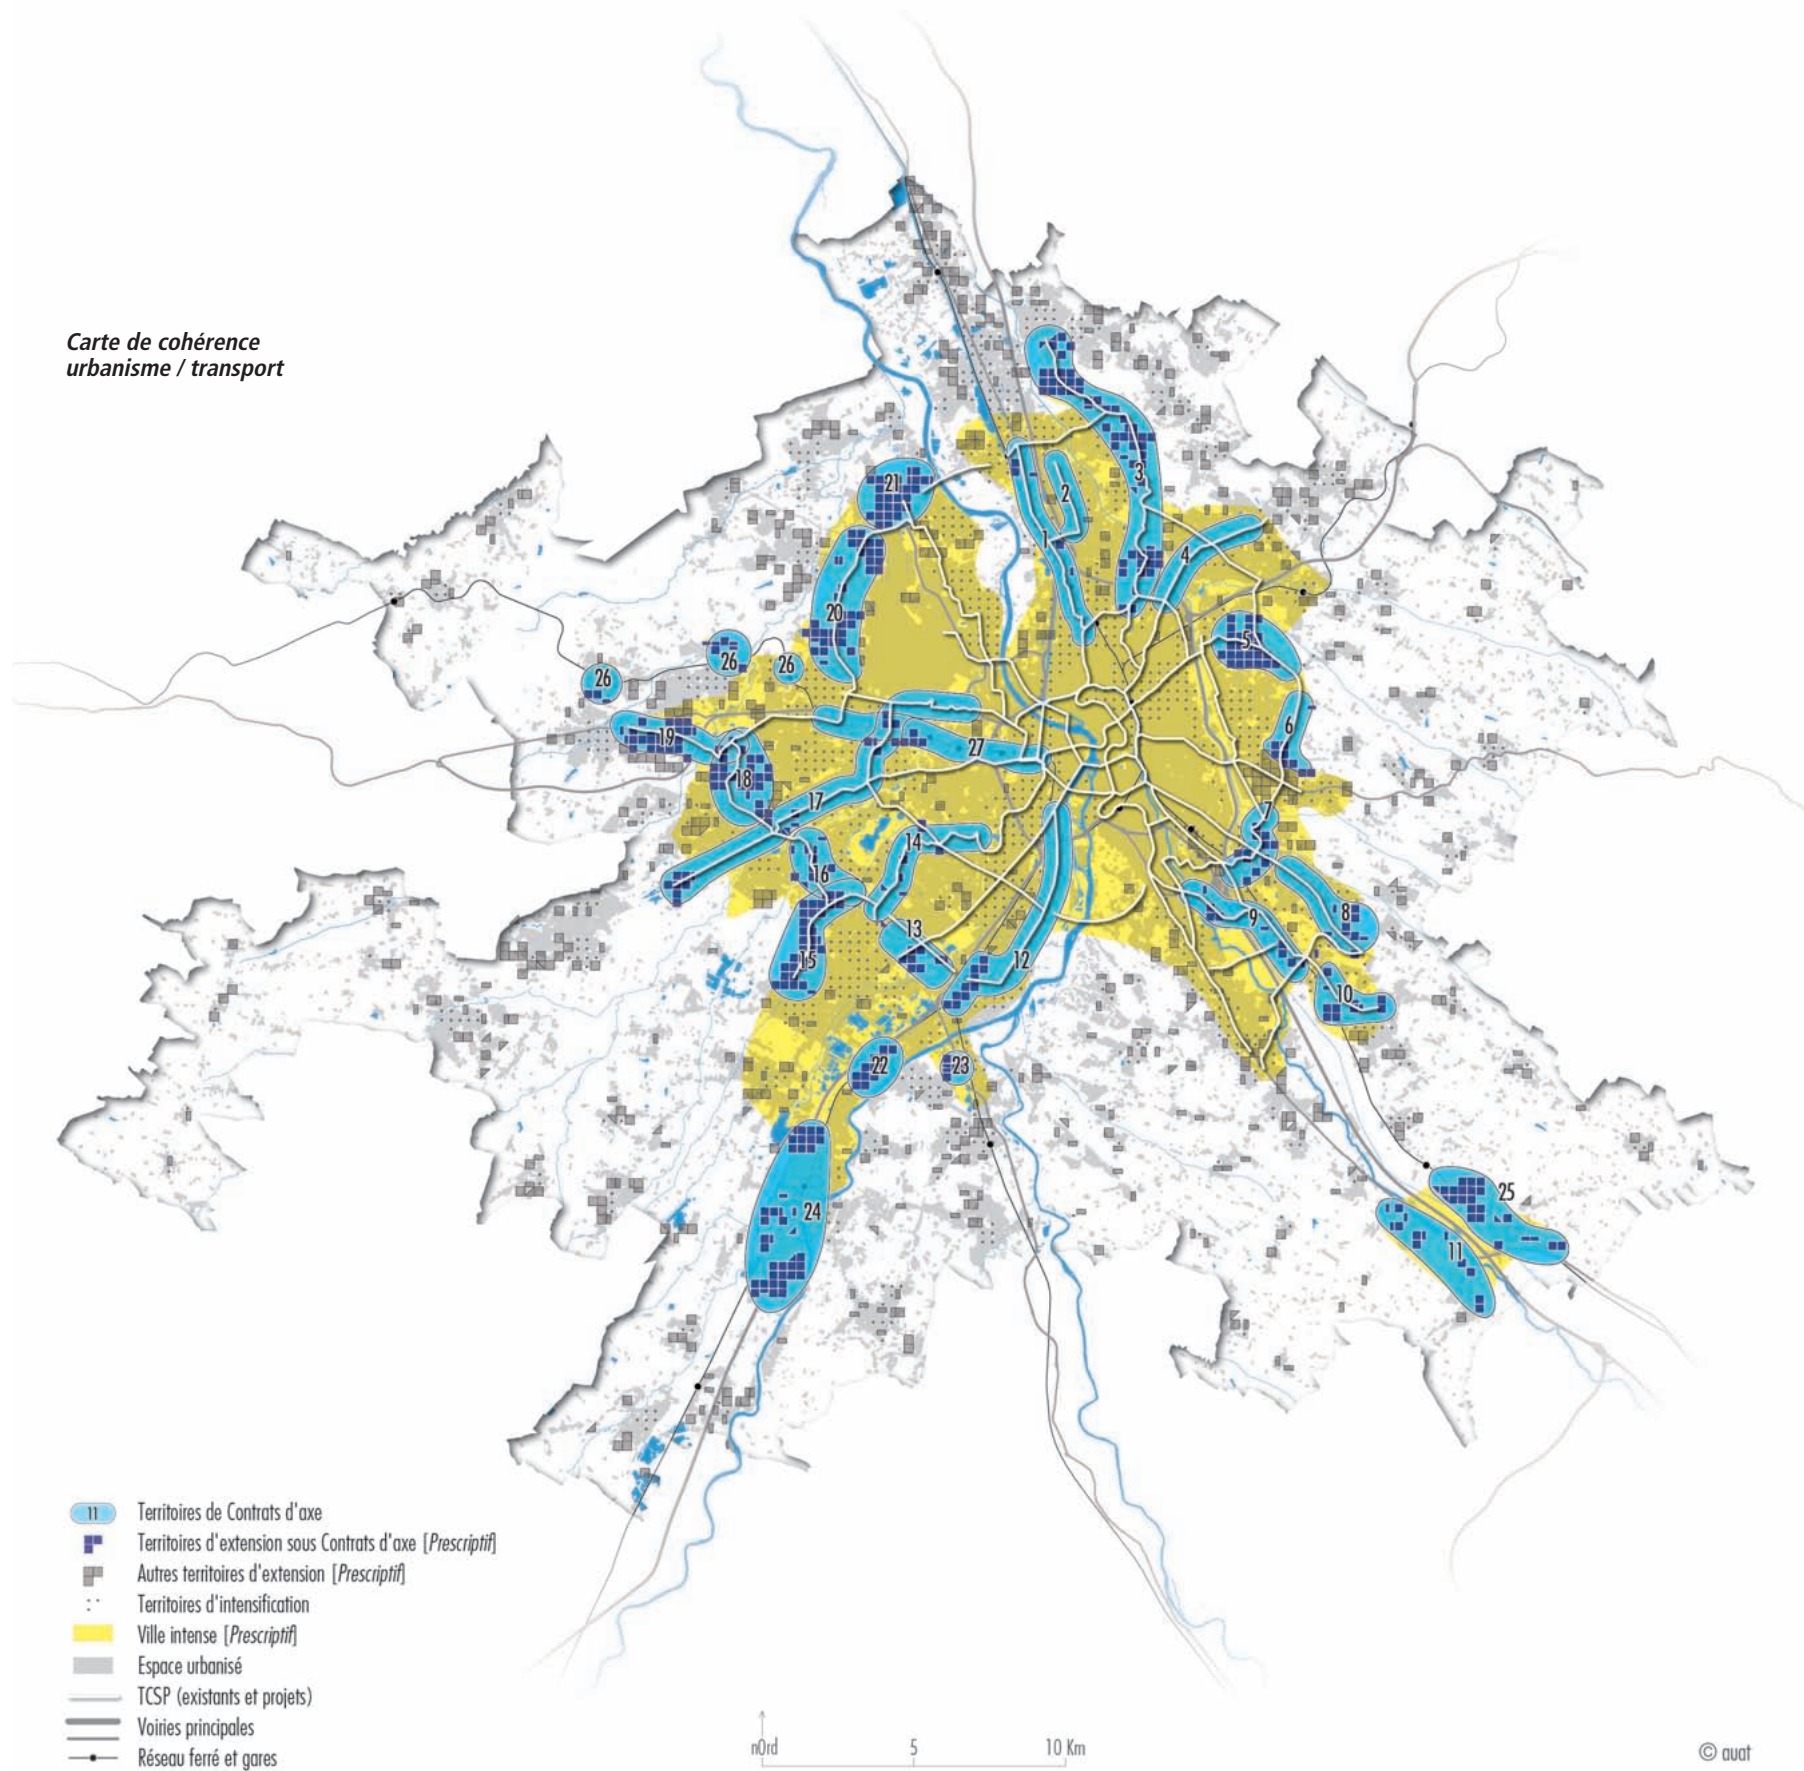 Carte de cohérence
urbanisme / transport
21
3
2
1
4
20
5
26
26
26
6
19
27
18
17
7
14
16
8
9
13
15
12
10
22
23
25
24
11
11 Territoires de Contrats d'axe
Territoires d'extension sous Contrats d'axe [Prescriptif]
Autres territoires d'extension [Prescriptif]
Territoires d'intensification
Ville intense [Prescriptif]
Espace urbanisé
TCSP (existants et projets)
Voiries principales
Réseau ferré et gares
n0rd 5 10 Km
© auat